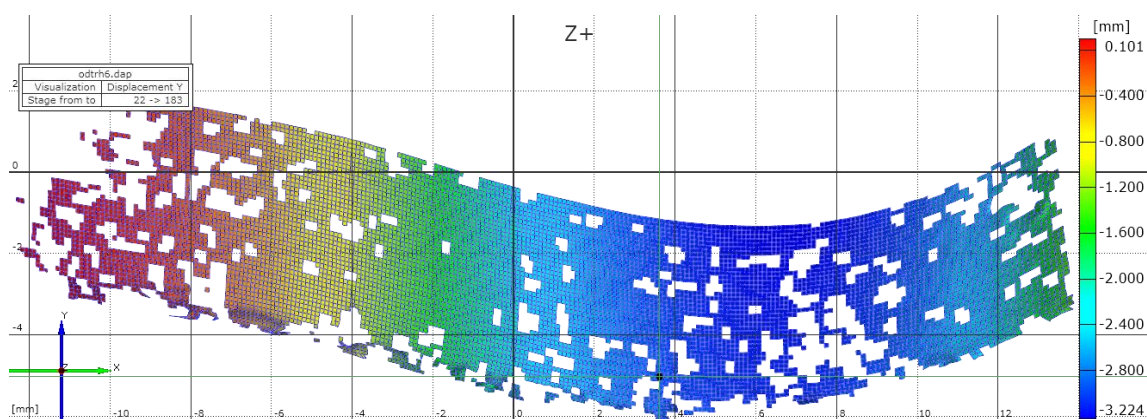 Z+
[mm]
odtrh6.dap
Visualization Displacement Y
Stage from to 22 -> 183
0.101
-0.400
-0.800
-1.200
-1.600
-2.000
-2.400
-2.800
-3.224
2
0
-2
-4
Y
Z X
[mm] -10 -8 -6 -4 -2 0 2 4 6 8 10 12